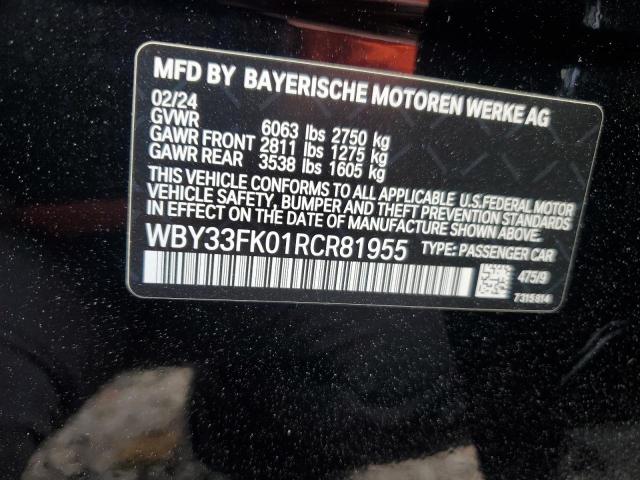 MFD BY BAYERISCHE MOTOREN WERKE AG
02/24
GVWR 6063 lbs 2750 kg
GAWR FRONT 2811 lbs 1275 kg
GAWR REAR 3538 lbs 1605 kg
THIS VEHICLE CONFORMS TO ALL APPLICABLE U.S.FEDERAL MOTOR
VEHICLE SAFETY, BUMPER AND THEFT PREVENTION STANDARDS
IN EFFECT ON THE DATE OF MANUFACTURE SHOWN ABOVE.
WBY33FK01RCR81955 TYPE: PASSENGER CAR
475/9
7315814